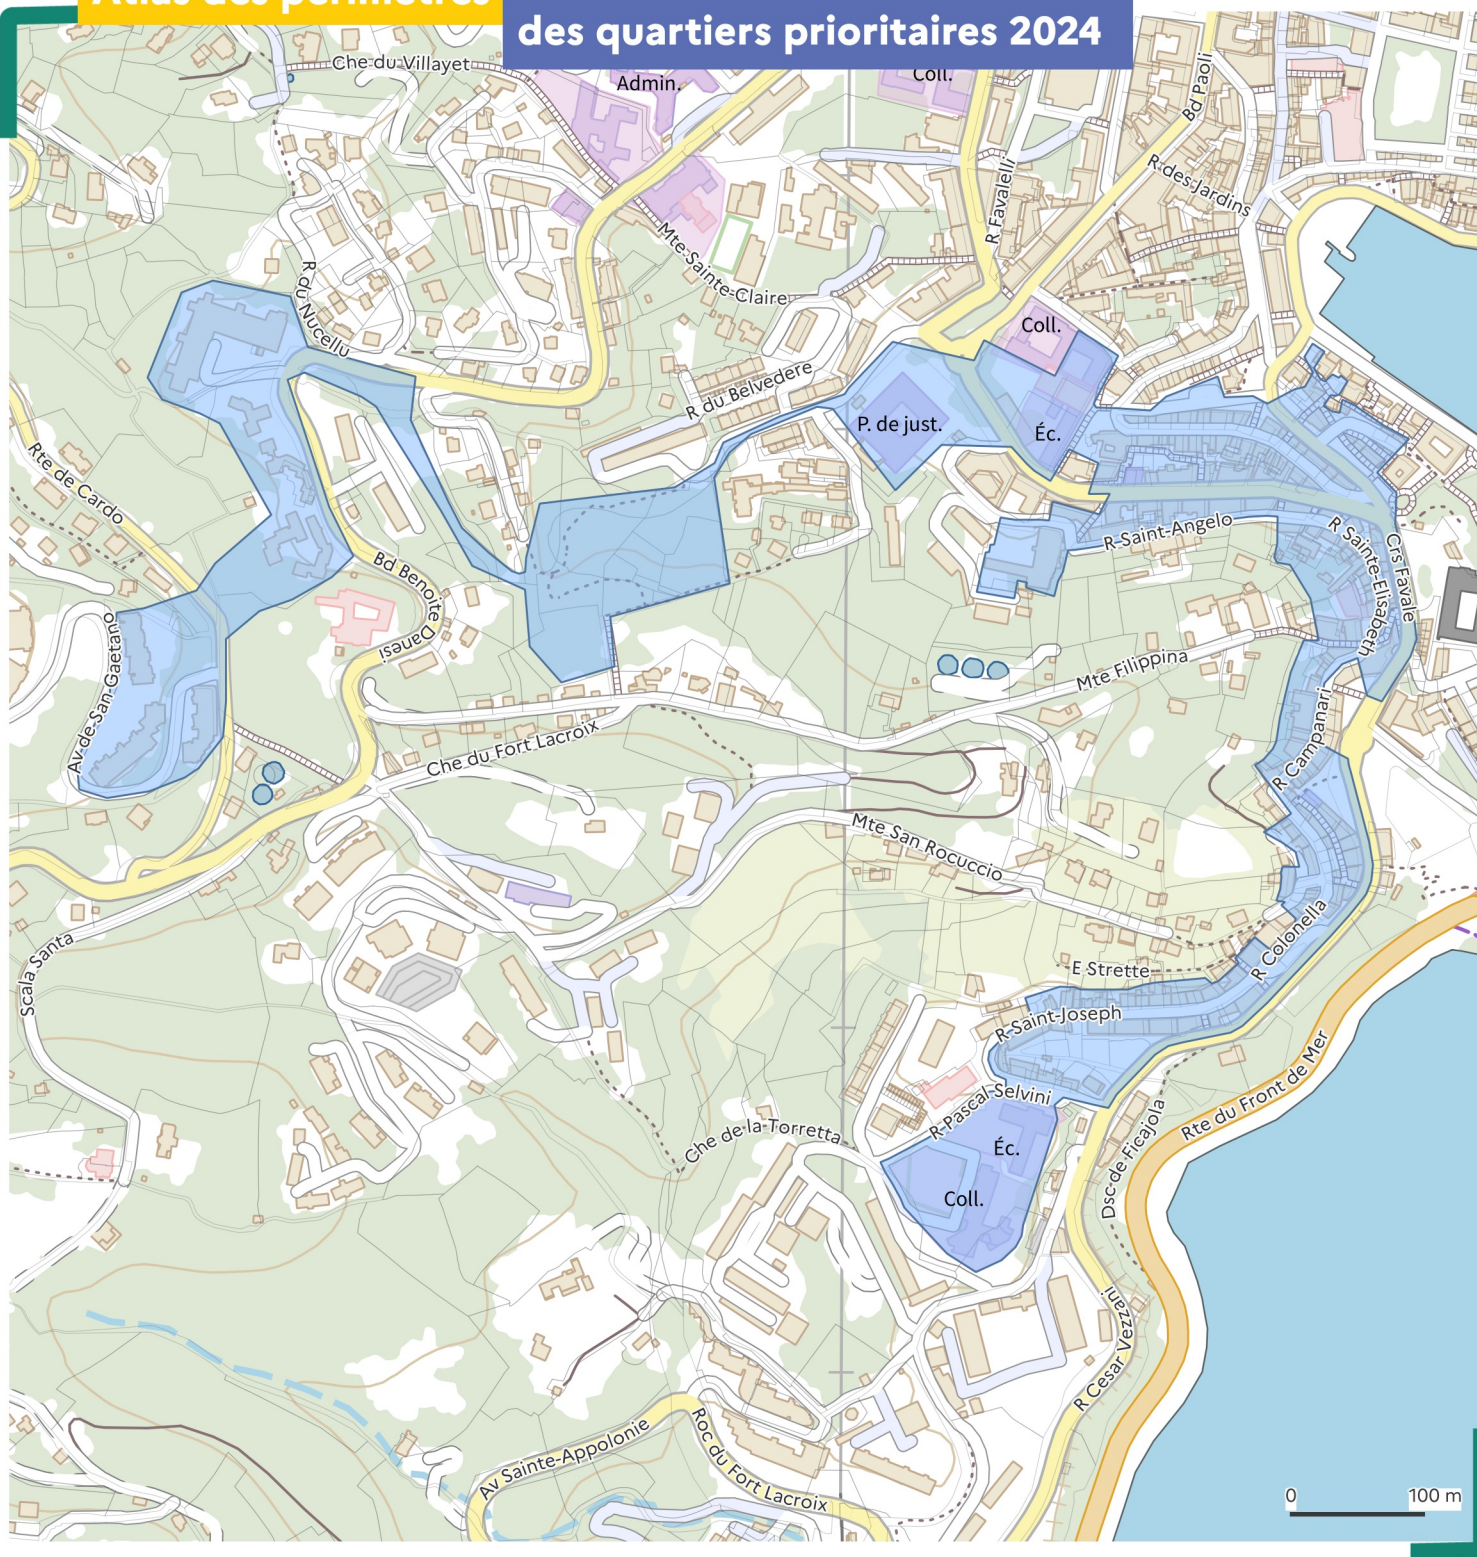 Atlas des périmètres
des quartiers prioritaires 2024
Che du Villayet
Admin.
Coll.
Bd Paoli
R des Jardins
R Favalelli
Mte Sainte-Claire
R du Nucellu
Coll.
R du Belvedere
P. de just.
Éc.
Rte de Cardo
R Saint-Angelo
R Sainte-Elisabeth
Crs Favale
Bd Benoite Danesi
Av de-San-Gaetano
Mte Filippina
Che du Fort Lacroix
R Campanari
Mte San Rocuccio
R Colonella
Scala Santa
E Strette
R Saint-Joseph
R Pascal Selvini
Rte du Front de Mer
Che de la Torretta
Éc.
Coll.
Dsc de Ficajola
R Cesar Vezzani
Av Sainte-Appolonie
Roc du Fort Lacroix
0 100 m